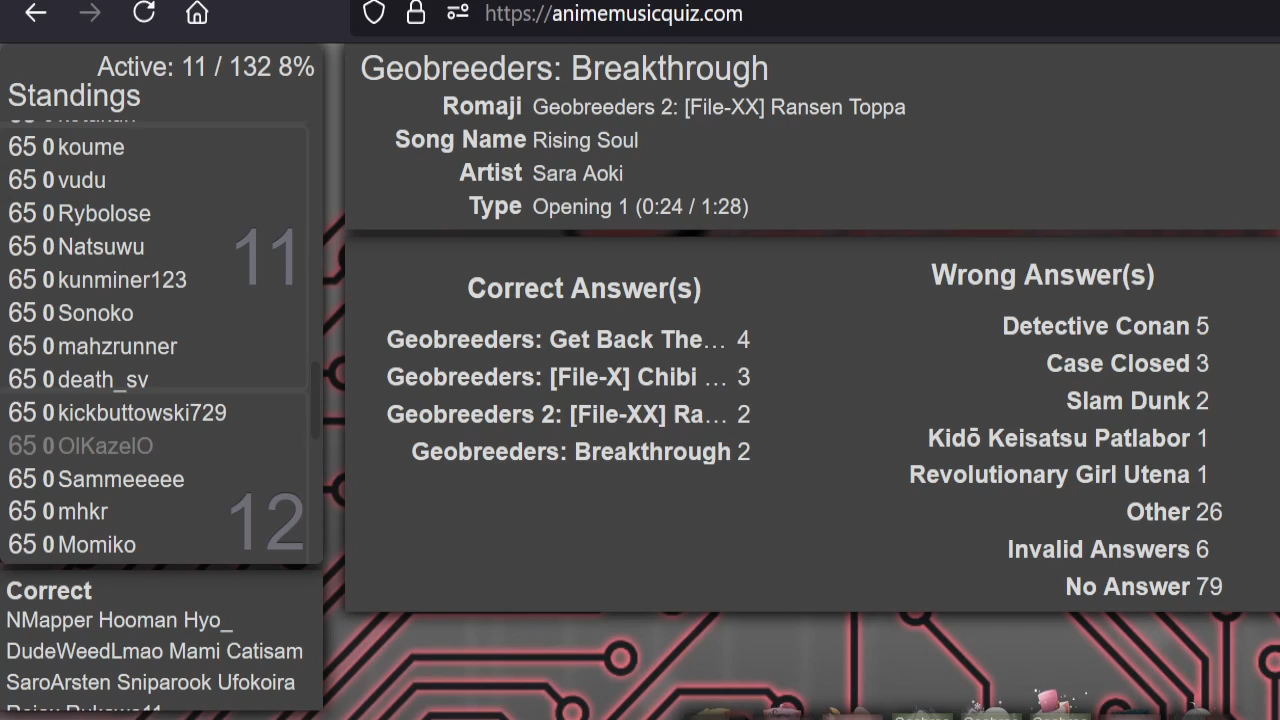 https://animemusicquiz.com
Active: 11 / 132 8%
Standings
65 0 koume
65 0 vudu
65 0 Rybolose
65 0 Natsuwu
65 0 kunminer123
65 0 Sonoko
65 0 mahzrunner
65 0 death_sv
11
65 0 kickbuttowski729
65 0 OlKazelO
65 0 Sammeeeee
65 0 mhkr
65 0 Momiko
12
Correct
NMapper Hooman Hyo_
DudeWeedLmao Mami Catisam
SaroArsten Sniparook Ufokoira
Geobreeders: Breakthrough
Romaji Geobreeders 2: [File-XX] Ransen Toppa
Song Name Rising Soul
Artist Sara Aoki
Type Opening 1 (0:24 / 1:28)
Correct Answer(s)
Geobreeders: Get Back The… 4
Geobreeders: [File-X] Chibi … 3
Geobreeders 2: [File-XX] Ra… 2
Geobreeders: Breakthrough 2
Wrong Answer(s)
Detective Conan 5
Case Closed 3
Slam Dunk 2
Kidō Keisatsu Patlabor 1
Revolutionary Girl Utena 1
Other 26
Invalid Answers 6
No Answer 79